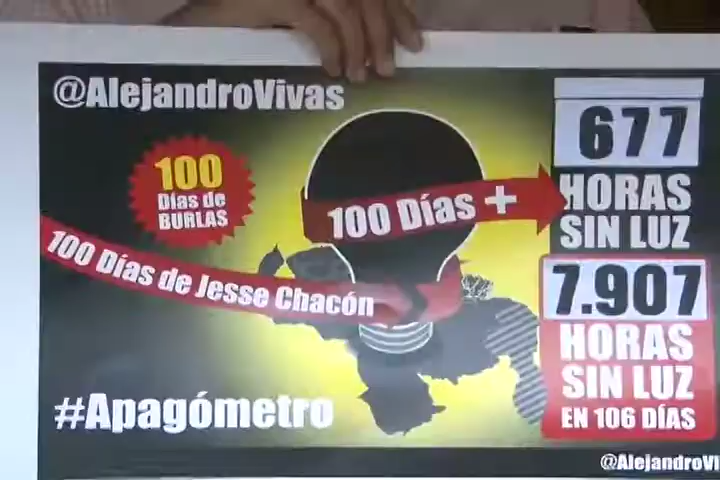 @AlejandroVivas
677
HORAS
SIN LUZ
100
Días de
BURLAS
100 Días +
100 Días de Jesse Chacón
7.907
HORAS
SIN LUZ
EN 106 DÍAS
#Apagómetro
@AlejandroVi